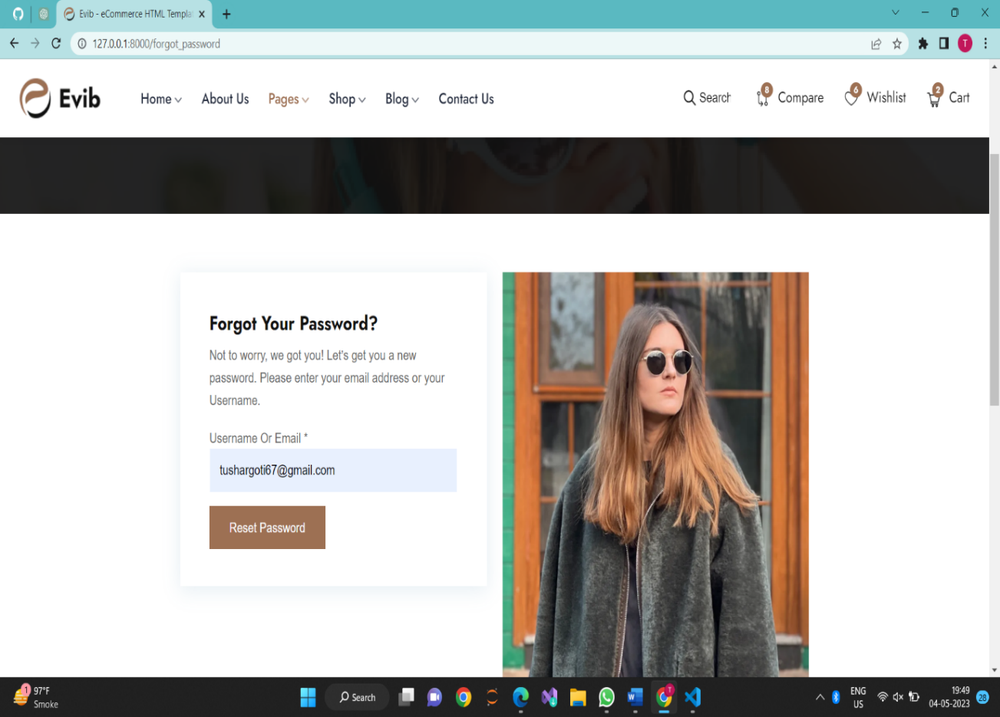 Evib - eCommerce HTML Templa
127.0.0.1:8000/forgot_password
T
Evib
Home
About Us
Pages
Shop
Blog
Contact Us
Search
8
Compare
6
Wishlist
2
Cart
Forgot Your Password?
Not to worry, we got you! Let's get you a new
password. Please enter your email address or your
Username.
Username Or Email *
tushargoti67@gmail.com
Reset Password
1
97°F
Smoke
Search
T
ENG
US
19:49
04-05-2023
28